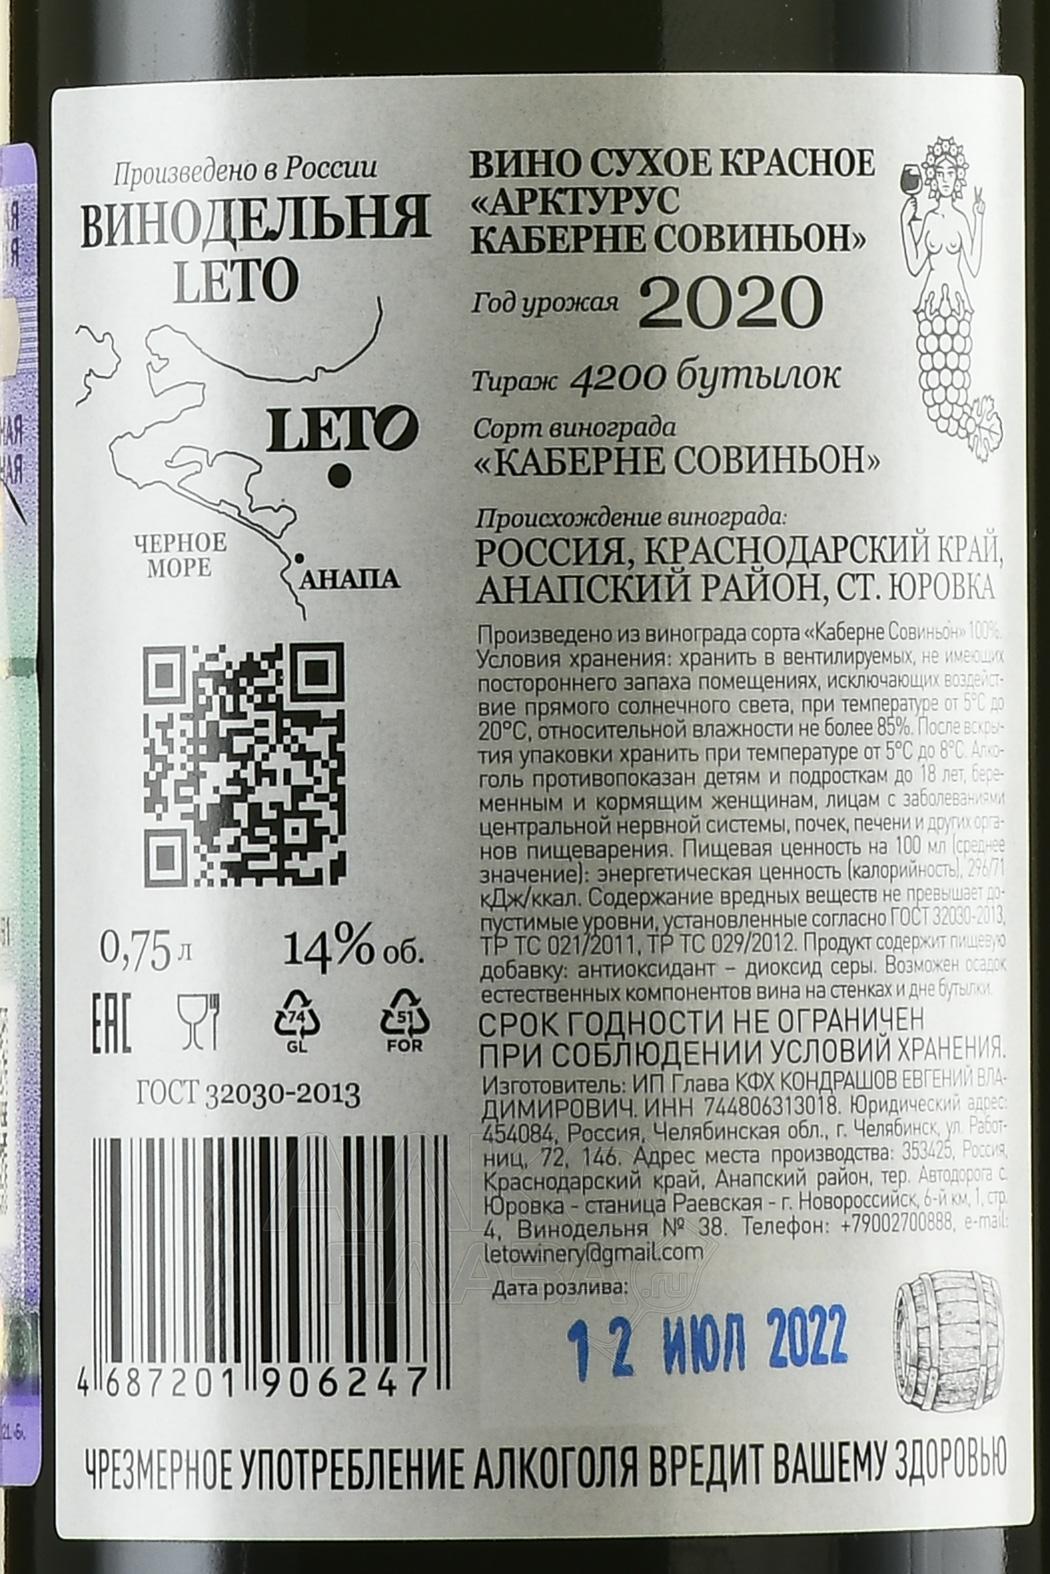 Произведено в России
ВИНОДЕЛЬНЯ
LETO
LETO
ЧЕРНОЕ
МОРЕ
АНАПА
0,75 л
14% об.
EAC
74
GL
51
FOR
ГОСТ 32030-2013
4 687201 906247
ВИНО СУХОЕ КРАСНОЕ
«АРКТУРУС
КАБЕРНЕ СОВИНЬОН»
Год урожая 2020
Тираж 4200 бутылок
Сорт винограда
«КАБЕРНЕ СОВИНЬОН»
Происхождение винограда:
РОССИЯ, КРАСНОДАРСКИЙ КРАЙ,
АНАПСКИЙ РАЙОН, СТ. ЮРОВКА
Произведено из винограда сорта «Каберне Совиньон» 100%.
Условия хранения: хранить в вентилируемых, не имеющих
постороннего запаха помещениях, исключающих воздейст-
вие прямого солнечного света, при температуре от 5°С до
20°С, относительной влажности не более 85%. После вскры-
тия упаковки хранить при температуре от 5°С до 8°С. Алко-
голь противопоказан детям и подросткам до 18 лет, бере-
менным и кормящим женщинам, лицам с заболеваниями
центральной нервной системы, почек, печени и других орга-
нов пищеварения. Пищевая ценность на 100 мл (среднее
значение): энергетическая ценность (калорийность), 296/71
кДж/ккал. Содержание вредных веществ не превышает до-
пустимые уровни, установленные согласно ГОСТ 32030-2013,
ТР ТС 021/2011, ТР ТС 029/2012. Продукт содержит пищевую
добавку: антиоксидант – диоксид серы. Возможен осадок
естественных компонентов вина на стенках и дне бутылки.
СРОК ГОДНОСТИ НЕ ОГРАНИЧЕН
ПРИ СОБЛЮДЕНИИ УСЛОВИЙ ХРАНЕНИЯ.
Изготовитель: ИП Глава КФХ КОНДРАШОВ ЕВГЕНИЙ ВЛА-
ДИМИРОВИЧ. ИНН 744806313018. Юридический адрес:
454084, Россия, Челябинская обл., г. Челябинск, ул. Работ-
ниц, 72, 146. Адрес места производства: 353425, Россия,
Краснодарский край, Анапский район, тер. Автодорога с.
Юровка - станица Раевская - г. Новороссийск, 6-й км, 1, стр.
4, Винодельня № 38. Телефон: +79002700888, e-mail:
letowinery@gmail.com
Дата розлива:
12 ИЮЛ 2022
ЧРЕЗМЕРНОЕ УПОТРЕБЛЕНИЕ АЛКОГОЛЯ ВРЕДИТ ВАШЕМУ ЗДОРОВЬЮ